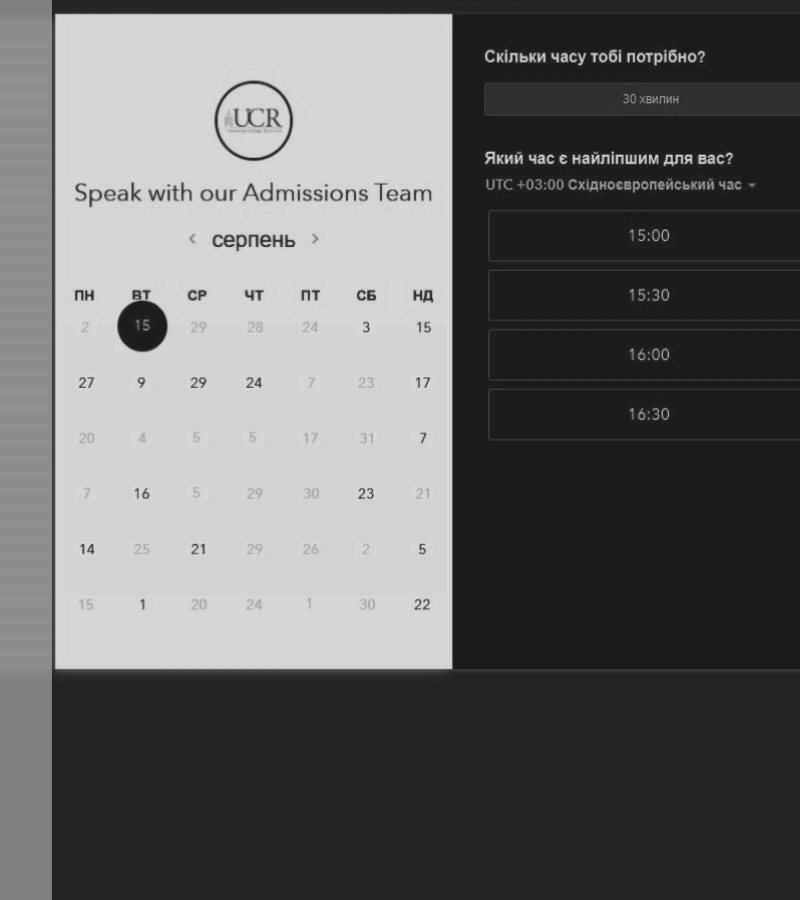 UCR
Speak with our Admissions Team
< серпень >
ПН ВТ СР ЧТ ПТ СБ НД
2 15 29 28 24 3 15
27 9 29 24 7 23 17
20 4 5 5 17 31 7
7 16 5 29 30 23 21
14 25 21 29 26 2 5
15 1 20 24 1 30 22
Скільки часу тобі потрібно?
30 хвилин
Який час є найліпшим для вас?
UTC +03:00 Східноєвропейський час
15:00
15:30
16:00
16:30